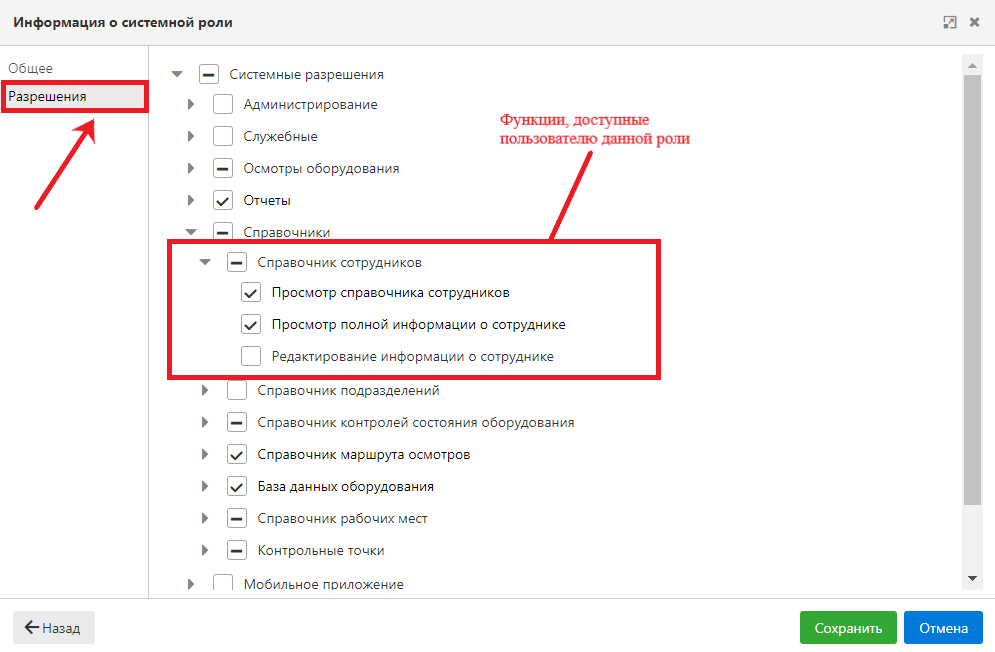 Информация о системной роли
Общее
Разрешения
Системные разрешения
Администрирование
Служебные
Осмотры оборудования
Отчеты
Справочники
Функции, доступные
пользователю данной роли
Справочник сотрудников
Просмотр справочника сотрудников
Просмотр полной информации о сотруднике
Редактирование информации о сотруднике
Справочник подразделений
Справочник контролей состояния оборудования
Справочник маршрута осмотров
База данных оборудования
Справочник рабочих мест
Контрольные точки
Мобильное приложение
Назад
Сохранить
Отмена